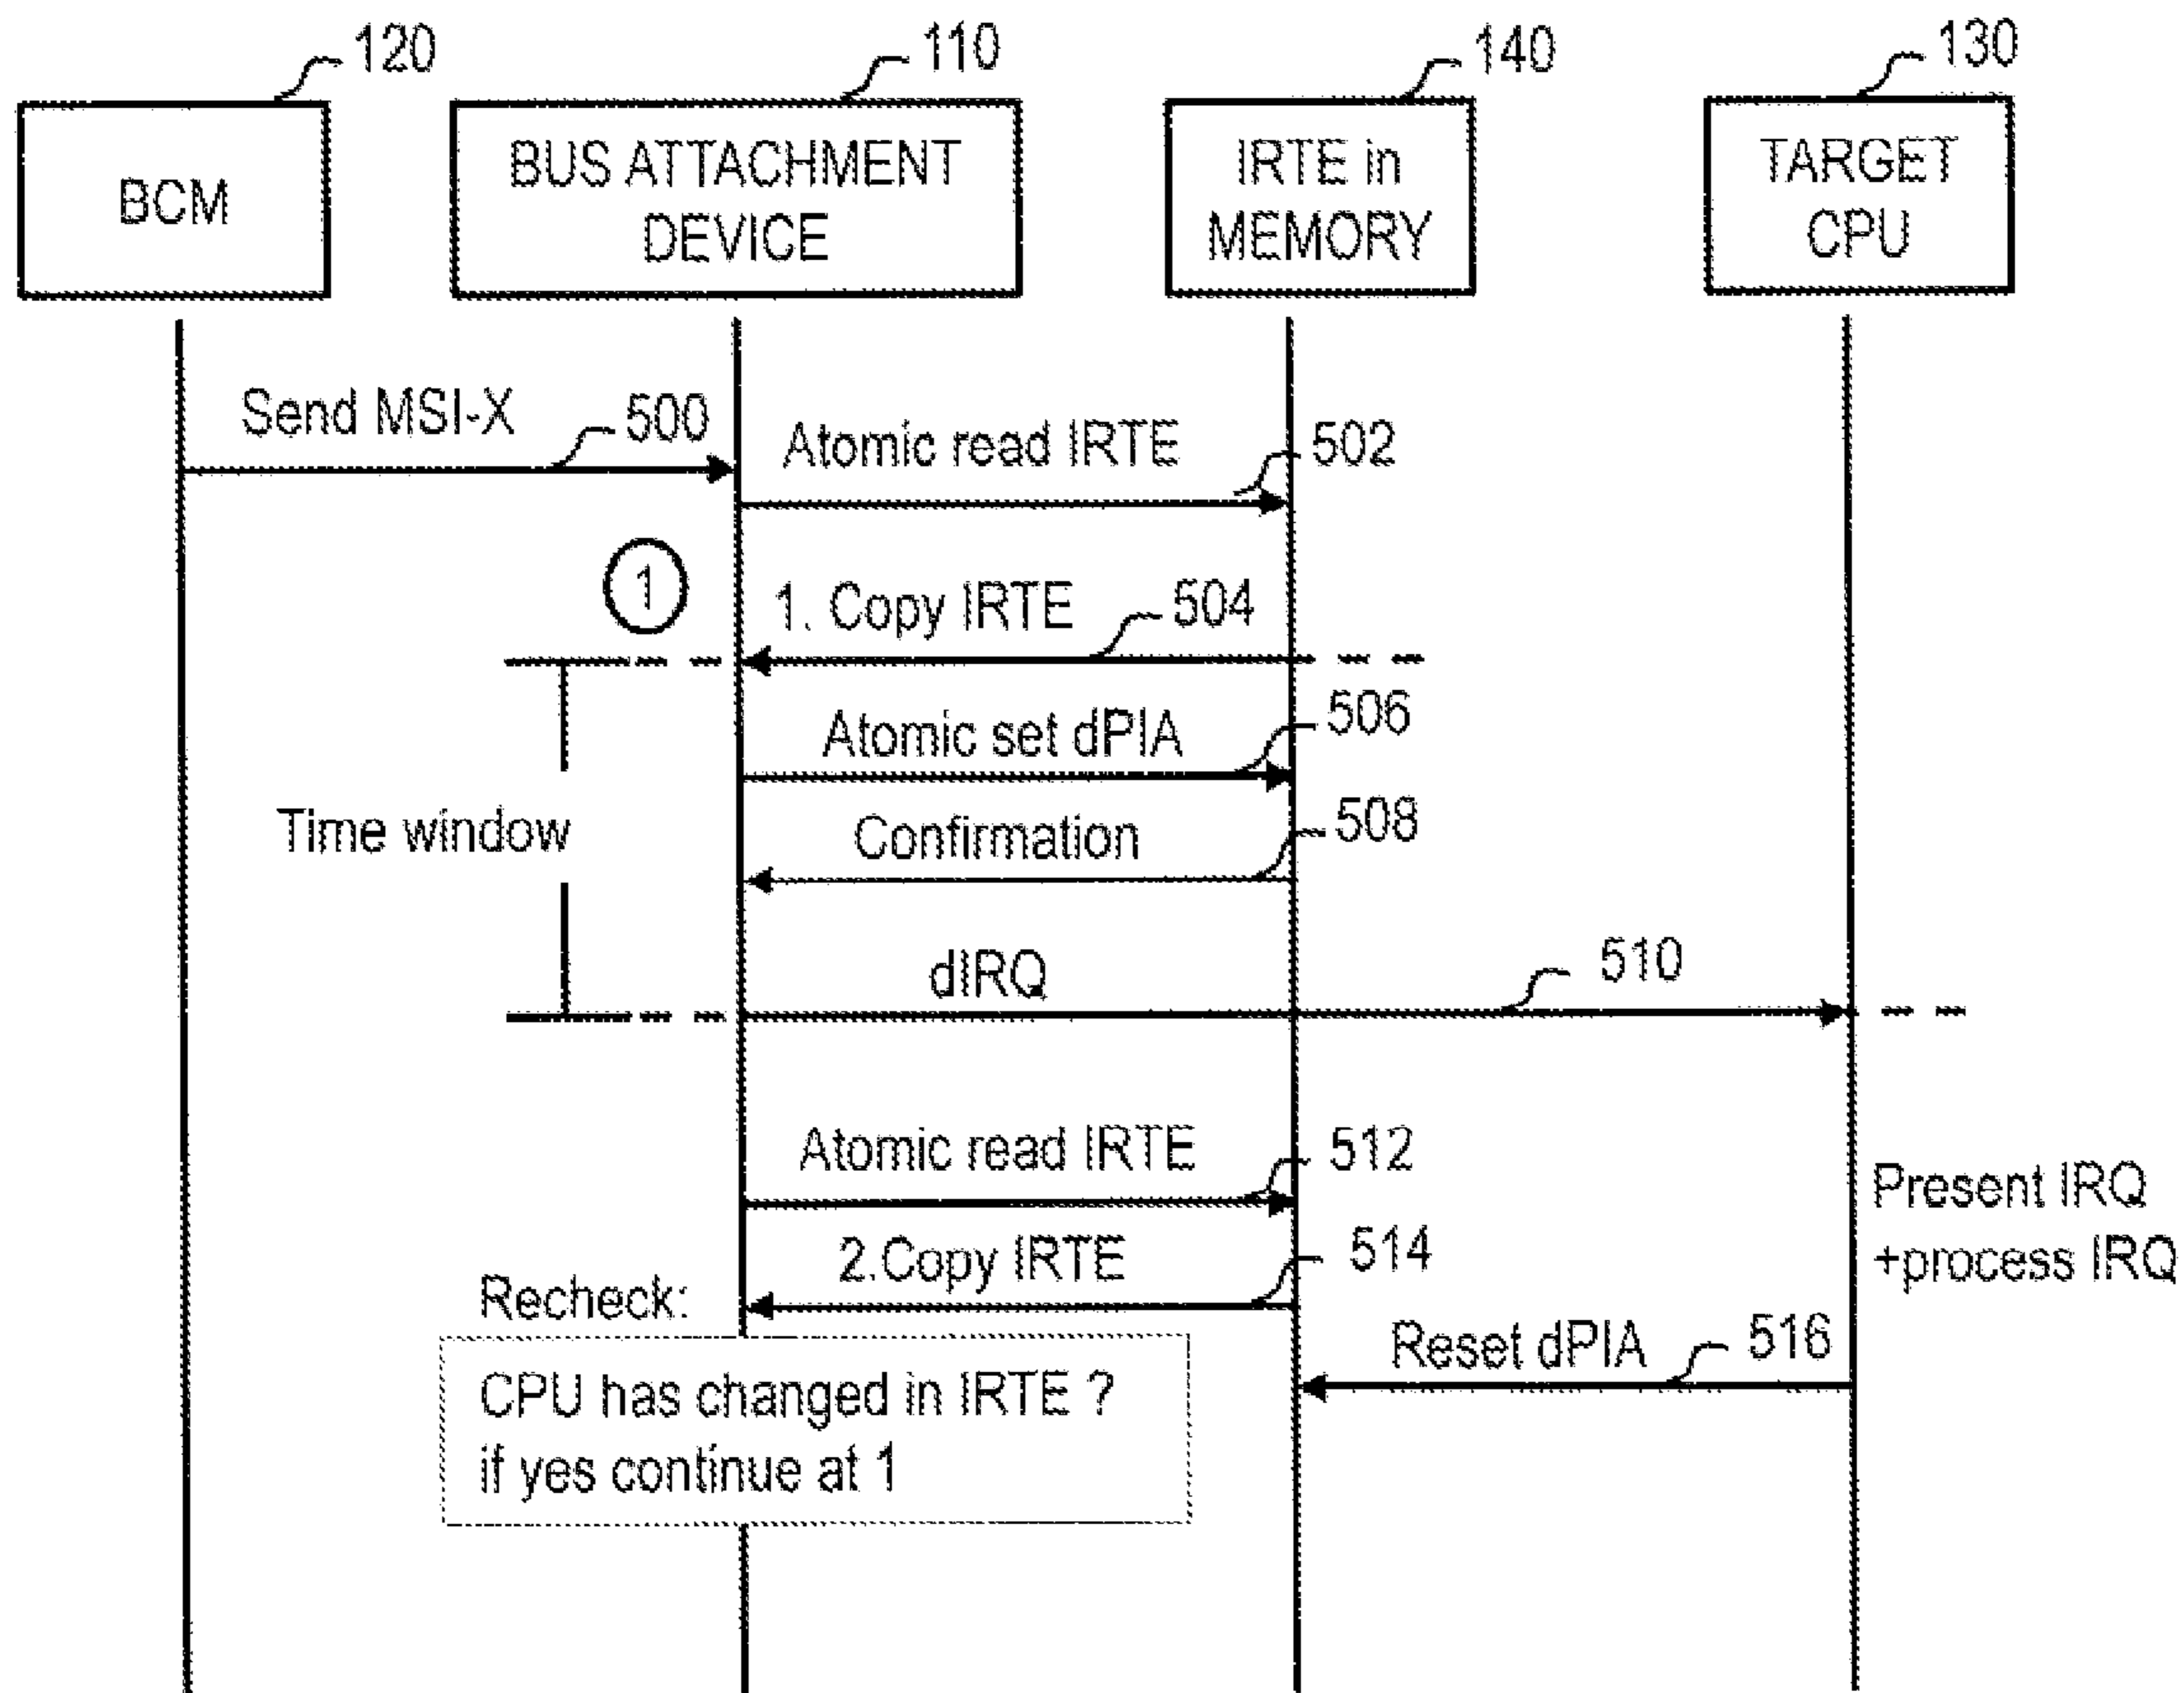 120
110
140
130
BCM
BUS ATTACHMENT
DEVICE
IRTE in
MEMORY
TARGET
CPU
Send MSI-X
500
Atomic read IRTE
502
1
1. Copy IRTE
504
Atomic set dPIA
506
Time window
Confirmation
508
dIRQ
510
Atomic read IRTE
512
Present IRQ
+process IRQ
2.Copy IRTE
514
Recheck:
Reset dPIA
516
CPU has changed in IRTE ?
if yes continue at 1